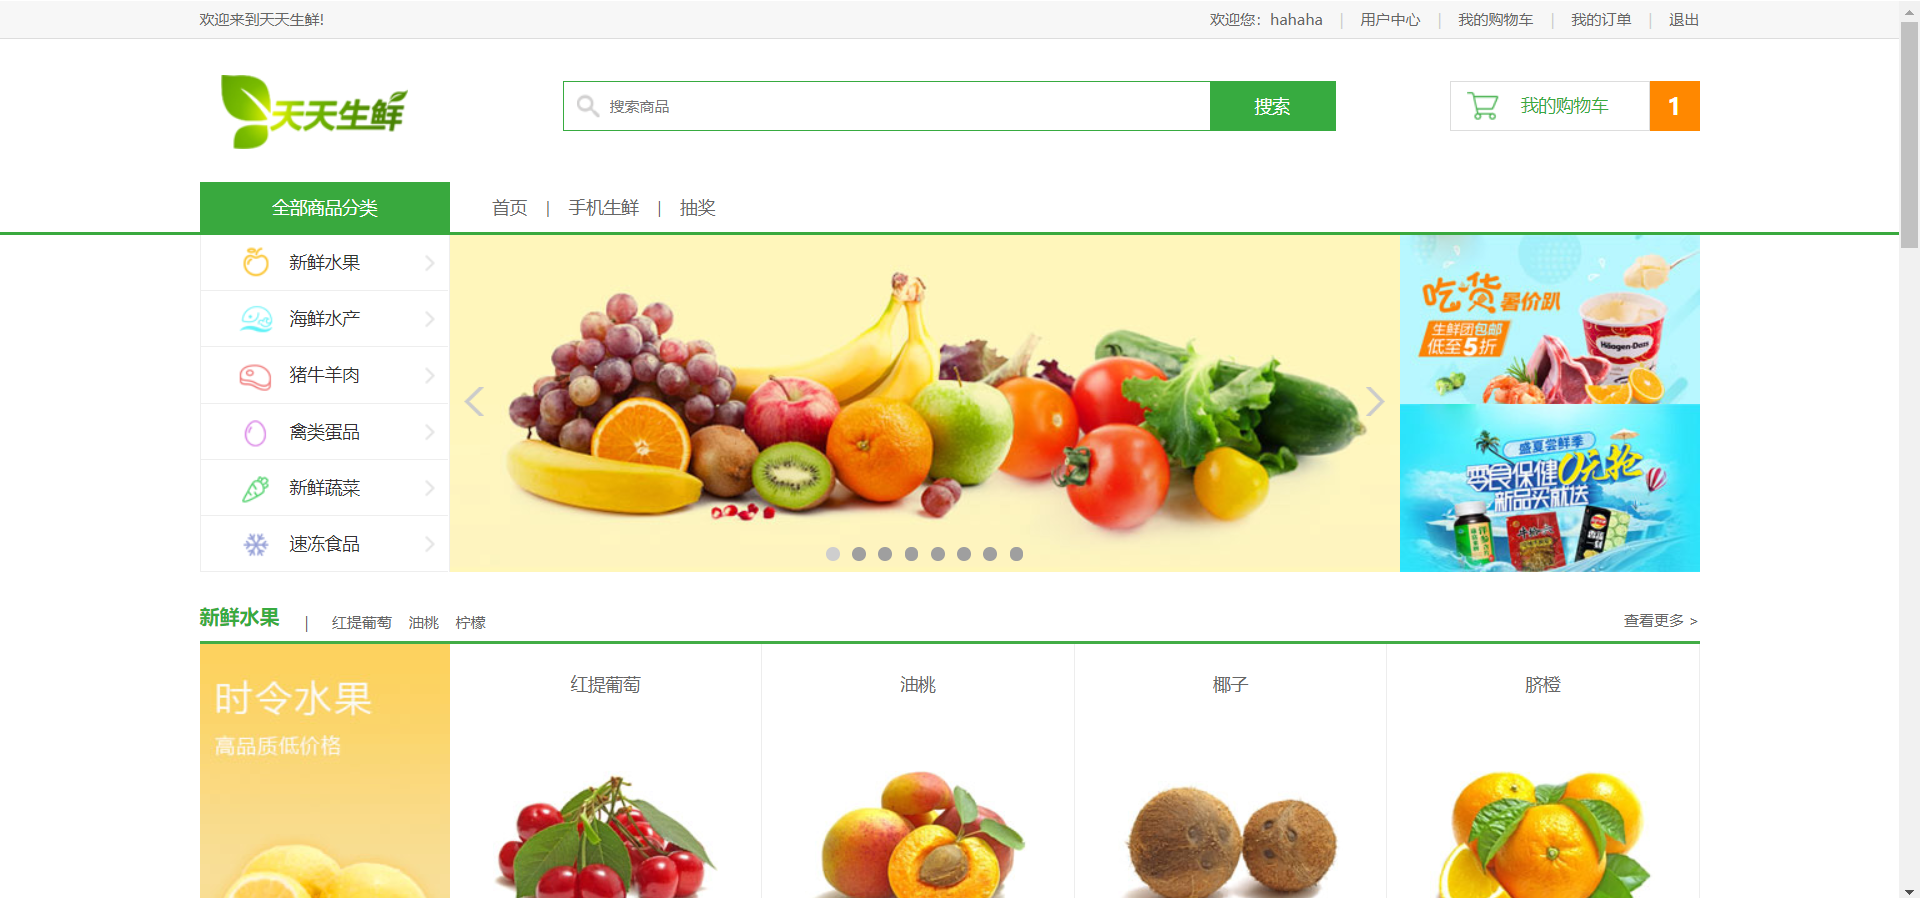 欢迎来到天天生鲜!
欢迎您：hahaha | 用户中心 | 我的购物车 | 我的订单 | 退出
天天生鲜
搜索商品
搜索
我的购物车
1
全部商品分类
首页 | 手机生鲜 | 抽奖
新鲜水果
海鲜水产
猪牛羊肉
禽类蛋品
新鲜蔬菜
速冻食品
吃货暑价趴
生鲜团包邮
低至5折
Häagen-Dazs
盛夏尝鲜季
零食保健0元抢
新品买就送
新鲜水果 | 红提葡萄 油桃 柠檬
查看更多 >
时令水果
高品质低价格
红提葡萄
油桃
椰子
脐橙